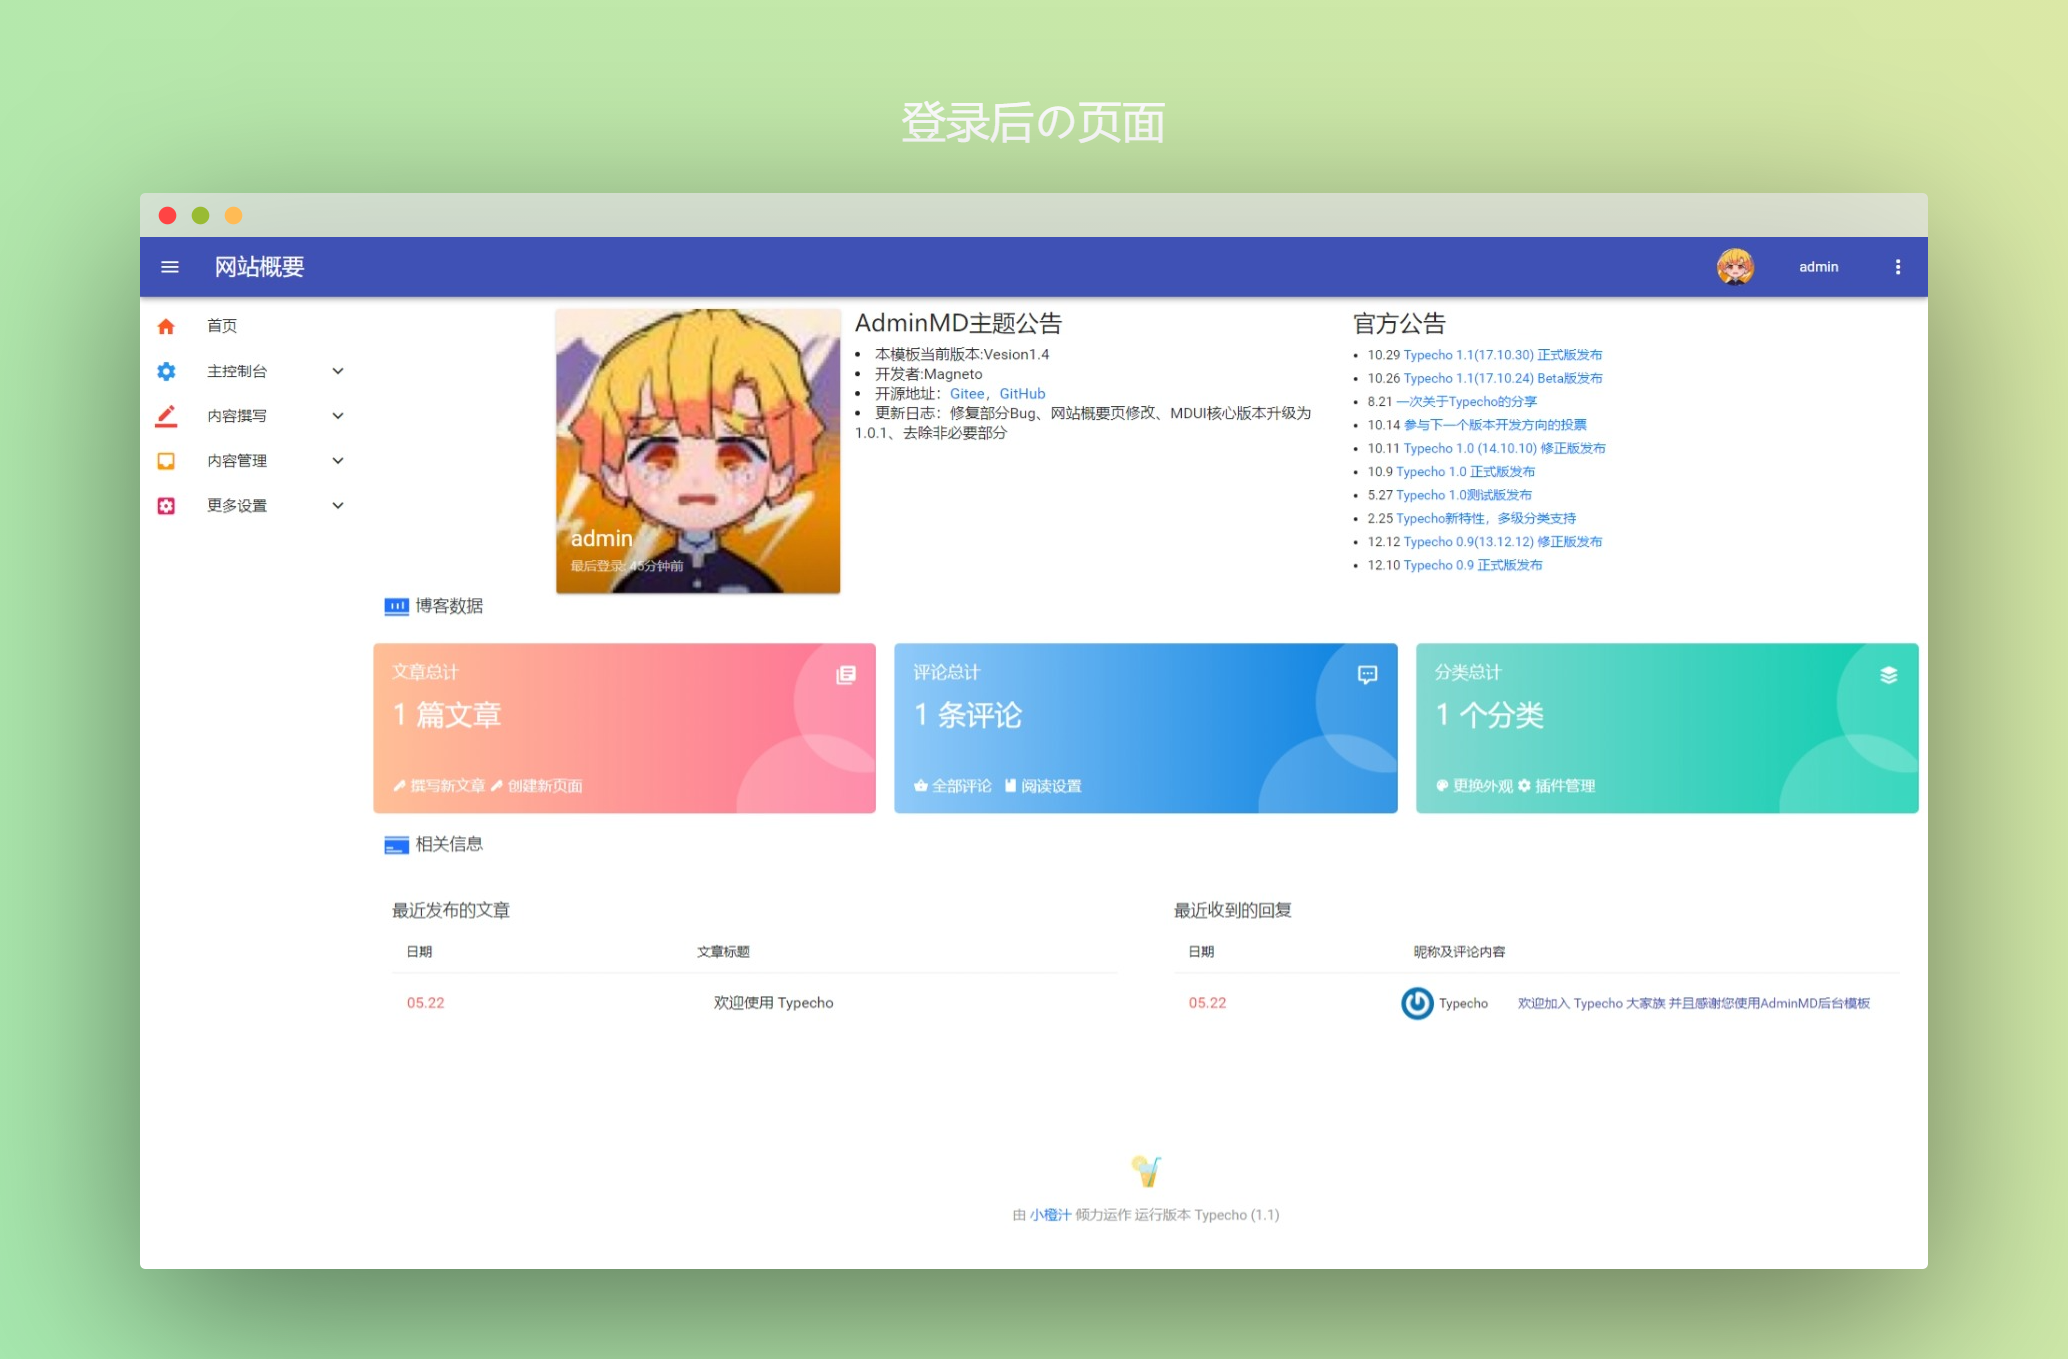 登录后の页面
网站概要
admin
首页
主控制台
内容撰写
内容管理
更多设置
admin
最后登录: 45分钟前
AdminMD主题公告
本模板当前版本:Vesion1.4
开发者:Magneto
开源地址：Gitee，GitHub
更新日志：修复部分Bug、网站概要页修改、MDUI核心版本升级为
1.0.1、去除非必要部分
官方公告
10.29 Typecho 1.1(17.10.30) 正式版发布
10.26 Typecho 1.1(17.10.24) Beta版发布
8.21 一次关于Typecho的分享
10.14 参与下一个版本开发方向的投票
10.11 Typecho 1.0 (14.10.10) 修正版发布
10.9 Typecho 1.0 正式版发布
5.27 Typecho 1.0测试版发布
2.25 Typecho新特性，多级分类支持
12.12 Typecho 0.9(13.12.12) 修正版发布
12.10 Typecho 0.9 正式版发布
博客数据
文章总计
1 篇文章
撰写新文章 创建新页面
评论总计
1 条评论
全部评论 阅读设置
分类总计
1 个分类
更换外观 插件管理
相关信息
最近发布的文章
日期 文章标题
05.22 欢迎使用 Typecho
最近收到的回复
日期 昵称及评论内容
05.22 Typecho 欢迎加入 Typecho 大家族 并且感谢您使用AdminMD后台模板
由 小橙汁 倾力运作 运行版本 Typecho (1.1)